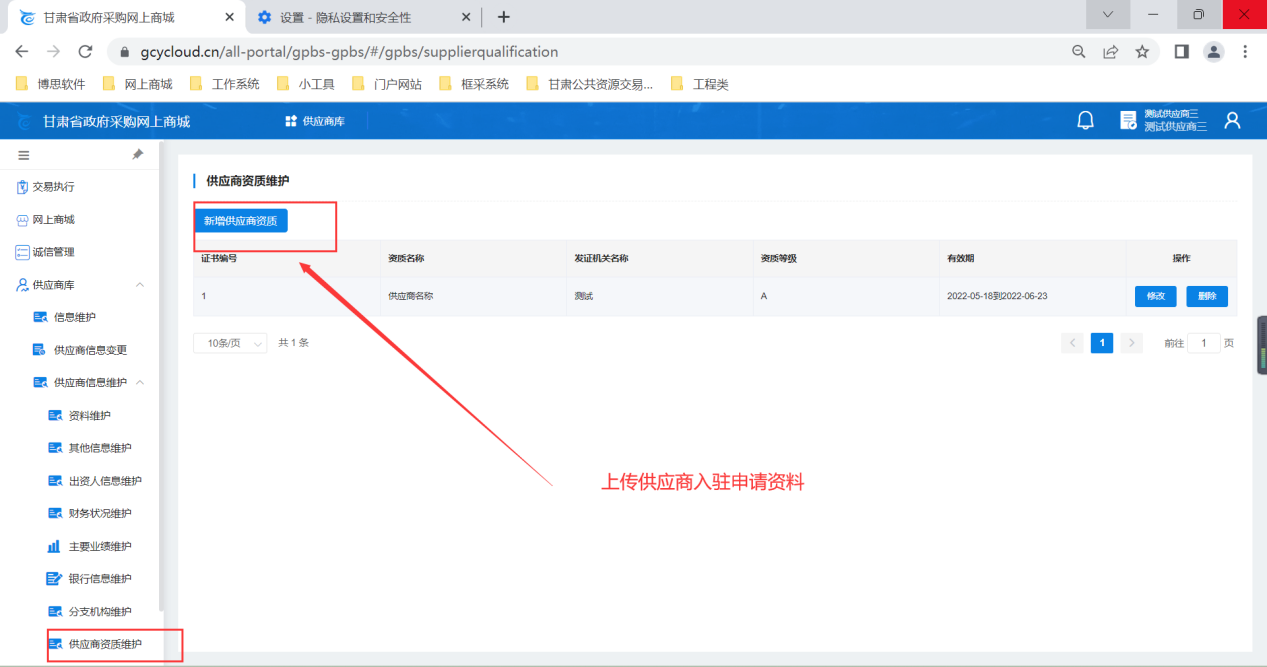 甘肃省政府采购网上商城
设置 - 隐私设置和安全性
gcycloud.cn/all-portal/gpbs-gpbs/#/gpbs/supplierqualification
博思软件 网上商城 工作系统 小工具 门户网站 框采系统 甘肃公共资源交易... 工程类
甘肃省政府采购网上商城 供应商库 测试供应商三
测试供应商三
交易执行
网上商城
诚信管理
供应商库
信息维护
供应商信息变更
供应商信息维护
资料维护
其他信息维护
出资人信息维护
财务状况维护
主要业绩维护
银行信息维护
分支机构维护
供应商资质维护
供应商资质维护
新增供应商资质
证书编号 资质名称 发证机关名称 资质等级 有效期 操作
1 供应商名称 测试 A 2022-05-18到2022-06-23 修改 删除
10条/页 共 1 条 1 前往 1 页
上传供应商入驻申请资料